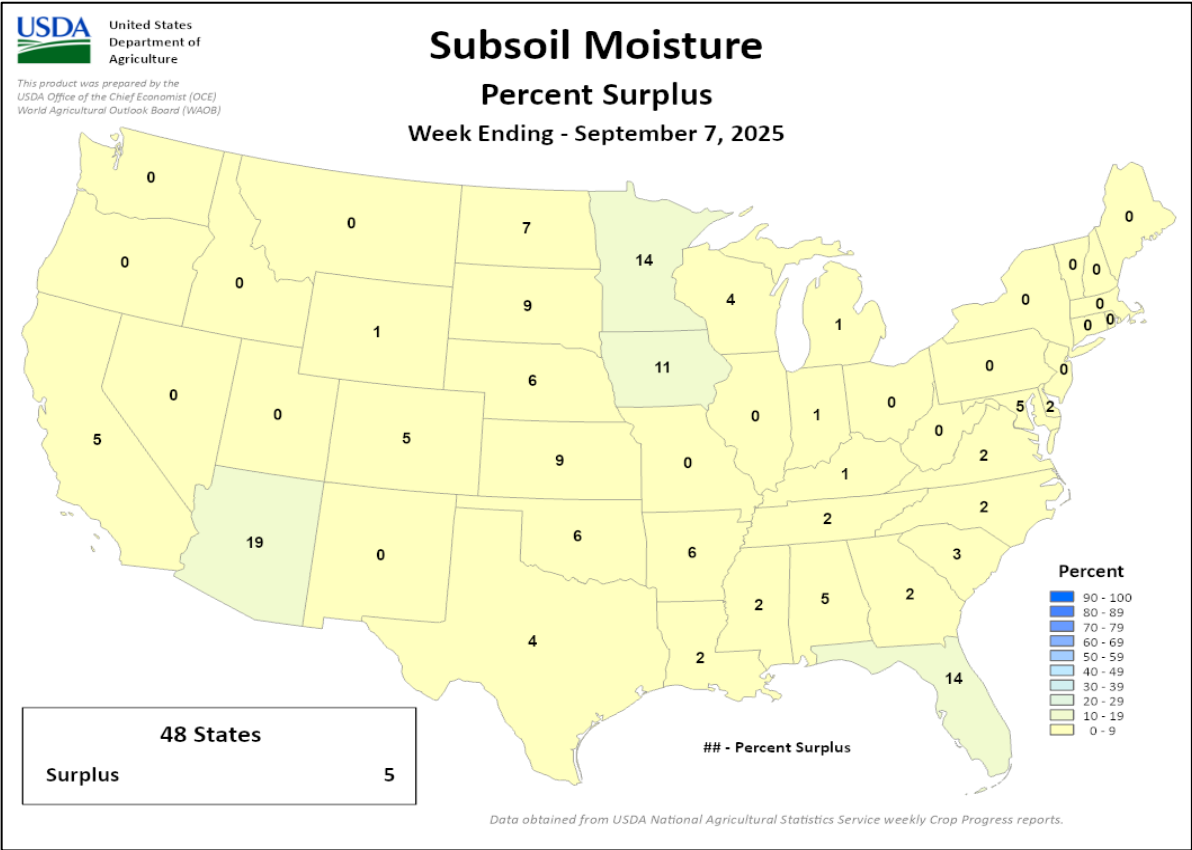 USDA
United States
Department of
Agriculture
This product was prepared by the
USDA Office of the Chief Economist (OCE)
World Agricultural Outlook Board (WAOB)
Subsoil Moisture
Percent Surplus
Week Ending - September 7, 2025
0
0
7
14
0
0
0
9
4
1
0
0
0
0
0
0
1
6
11
0
0
0
0
5
0
0
5
9
0
0
1
0
0
5
2
1
2
19
0
6
6
2
2
3
4
2
2
5
2
14
Percent
90 - 100
80 - 89
70 - 79
60 - 69
50 - 59
40 - 49
30 - 39
20 - 29
10 - 19
0 - 9
48 States
Surplus 5
## - Percent Surplus
Data obtained from USDA National Agricultural Statistics Service weekly Crop Progress reports.